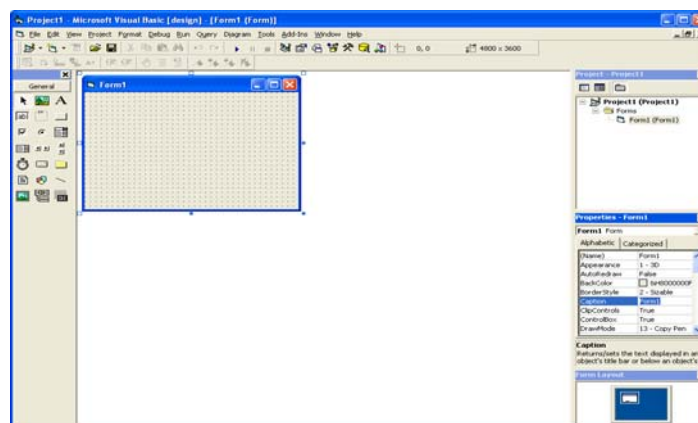 Project1 - Microsoft Visual Basic [design] - [Form1 (Form)]
File Edit View Project Format Debug Run Query Diagram Tools Add-Ins Window Help
0, 0
4800 x 3600
General
A
Form1
Project - Project1
Project1 (Project1)
Forms
Form1 (Form1)
Properties - Form1
Form1 Form
Alphabetic Categorized
(Name) Form1
Appearance 1 - 3D
AutoRedraw False
BackColor &H8000000F
BorderStyle 2 - Sizable
Caption Form1
ClipControls True
ControlBox True
DrawMode 13 - Copy Pen
Caption
Returns/sets the text displayed in an
object's title bar or below an object's
Form Layout